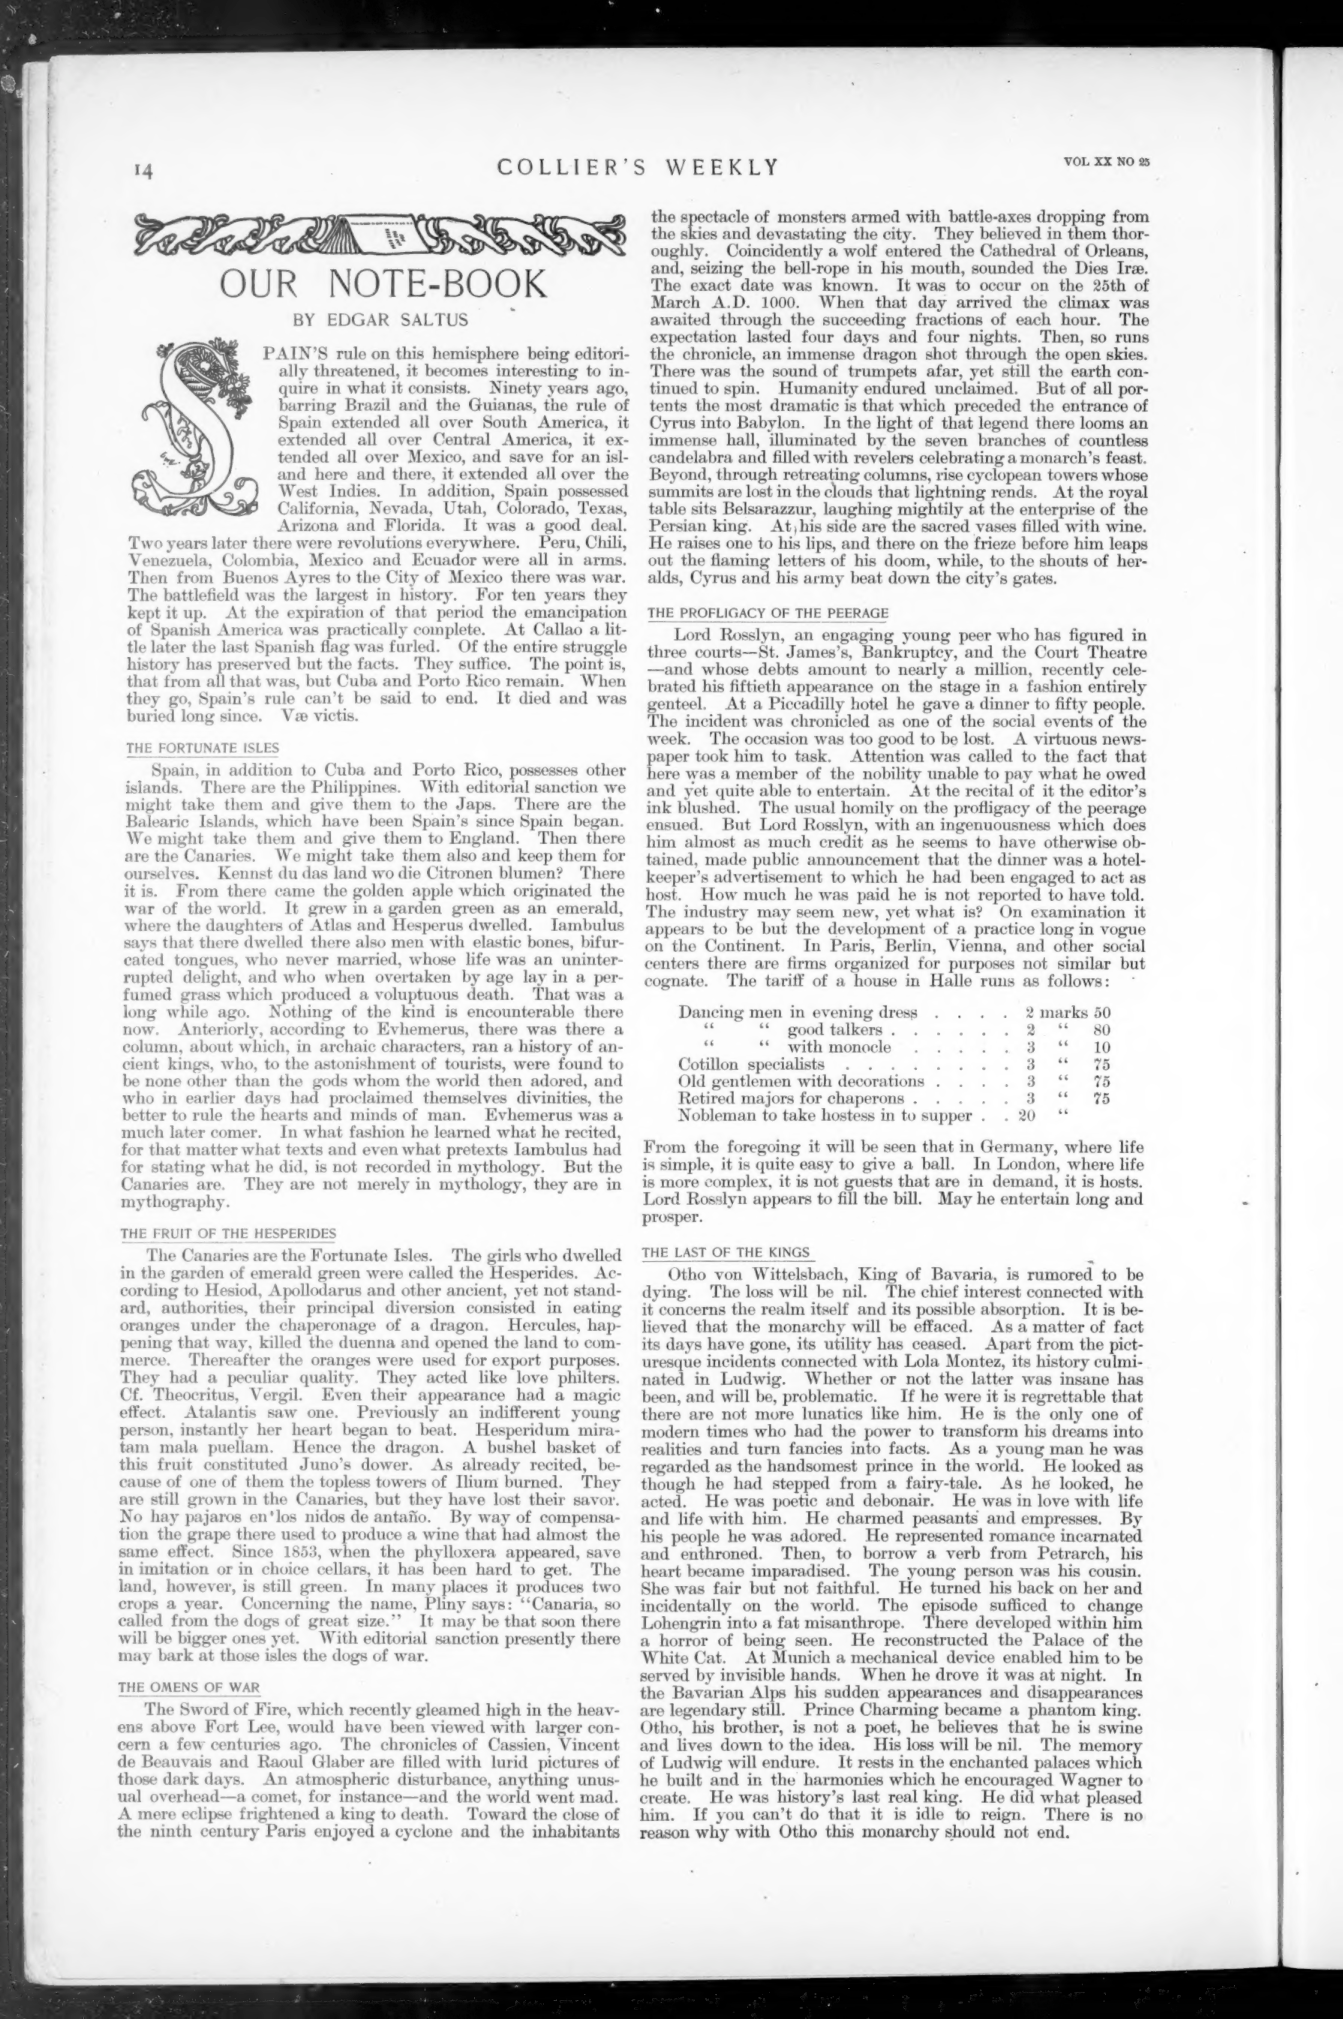 14
COLLIER'S WEEKLY
VOL XX NO 25
OUR NOTE-BOOK
BY EDGAR SALTUS
SPAIN'S rule on this hemisphere being editori-
ally threatened, it becomes interesting to in-
quire in what it consists. Ninety years ago,
barring Brazil and the Guianas, the rule of
Spain extended all over South America, it
extended all over Central America, it ex-
tended all over Mexico, and save for an isl-
and here and there, it extended all over the
West Indies. In addition, Spain possessed
California, Nevada, Utah, Colorado, Texas,
Arizona and Florida. It was a good deal.
Two years later there were revolutions everywhere. Peru, Chili,
Venezuela, Colombia, Mexico and Ecuador were all in arms.
Then from Buenos Ayres to the City of Mexico there was war.
The battlefield was the largest in history. For ten years they
kept it up. At the expiration of that period the emancipation
of Spanish America was practically complete. At Callao a lit-
tle later the last Spanish flag was furled. Of the entire struggle
history has preserved but the facts. They suffice. The point is,
that from all that was, but Cuba and Porto Rico remain. When
they go, Spain's rule can't be said to end. It died and was
buried long since. Væ victis.
THE FORTUNATE ISLES
Spain, in addition to Cuba and Porto Rico, possesses other
islands. There are the Philippines. With editorial sanction we
might take them and give them to the Japs. There are the
Balearic Islands, which have been Spain's since Spain began.
We might take them and give them to England. Then there
are the Canaries. We might take them also and keep them for
ourselves. Kennst du das land wo die Citronen blumen? There
it is. From there came the golden apple which originated the
war of the world. It grew in a garden green as an emerald,
where the daughters of Atlas and Hesperus dwelled. Iambulus
says that there dwelled there also men with elastic bones, bifur-
cated tongues, who never married, whose life was an uninter-
rupted delight, and who when overtaken by age lay in a per-
fumed grass which produced a voluptuous death. That was a
long while ago. Nothing of the kind is encounterable there
now. Anteriorly, according to Evhemerus, there was there a
column, about which, in archaic characters, ran a history of an-
cient kings, who, to the astonishment of tourists, were found to
be none other than the gods whom the world then adored, and
who in earlier days had proclaimed themselves divinities, the
better to rule the hearts and minds of man. Evhemerus was a
much later comer. In what fashion he learned what he recited,
for that matter what texts and even what pretexts Iambulus had
for stating what he did, is not recorded in mythology. But the
Canaries are. They are not merely in mythology, they are in
mythography.
THE FRUIT OF THE HESPERIDES
The Canaries are the Fortunate Isles. The girls who dwelled
in the garden of emerald green were called the Hesperides. Ac-
cording to Hesiod, Apollodarus and other ancient, yet not stand-
ard, authorities, their principal diversion consisted in eating
oranges under the chaperonage of a dragon. Hercules, hap-
pening that way, killed the duenna and opened the land to com-
merce. Thereafter the oranges were used for export purposes.
They had a peculiar quality. They acted like love philters.
Cf. Theocritus, Vergil. Even their appearance had a magic
effect. Atalantis saw one. Previously an indifferent young
person, instantly her heart began to beat. Hesperidum mira-
tam mala puellam. Hence the dragon. A bushel basket of
this fruit constituted Juno's dower. As already recited, be-
cause of one of them the topless towers of Ilium burned. They
are still grown in the Canaries, but they have lost their savor.
No hay pajaros en los nidos de antaño. By way of compensa-
tion the grape there used to produce a wine that had almost the
same effect. Since 1853, when the phylloxera appeared, save
in imitation or in choice cellars, it has been hard to get. The
land, however, is still green. In many places it produces two
crops a year. Concerning the name, Pliny says: "Canaria, so
called from the dogs of great size." It may be that soon there
will be bigger ones yet. With editorial sanction presently there
may bark at those isles the dogs of war.
THE OMENS OF WAR
The Sword of Fire, which recently gleamed high in the heav-
ens above Fort Lee, would have been viewed with larger con-
cern a few centuries ago. The chronicles of Cassien, Vincent
de Beauvais and Raoul Glaber are filled with lurid pictures of
those dark days. An atmospheric disturbance, anything unus-
ual overhead—a comet, for instance—and the world went mad.
A mere eclipse frightened a king to death. Toward the close of
the ninth century Paris enjoyed a cyclone and the inhabitants
the spectacle of monsters armed with battle-axes dropping from
the skies and devastating the city. They believed in them thor-
oughly. Coincidently a wolf entered the Cathedral of Orleans,
and, seizing the bell-rope in his mouth, sounded the Dies Iræ.
The exact date was known. It was to occur on the 25th of
March A.D. 1000. When that day arrived the climax was
awaited through the succeeding fractions of each hour. The
expectation lasted four days and four nights. Then, so runs
the chronicle, an immense dragon shot through the open skies.
There was the sound of trumpets afar, yet still the earth con-
tinued to spin. Humanity endured unclaimed. But of all por-
tents the most dramatic is that which preceded the entrance of
Cyrus into Babylon. In the light of that legend there looms an
immense hall, illuminated by the seven branches of countless
candelabra and filled with revelers celebrating a monarch's feast.
Beyond, through retreating columns, rise cyclopean towers whose
summits are lost in the clouds that lightning rends. At the royal
table sits Belsarazzur, laughing mightily at the enterprise of the
Persian king. At his side are the sacred vases filled with wine.
He raises one to his lips, and there on the frieze before him leaps
out the flaming letters of his doom, while, to the shouts of her-
alds, Cyrus and his army beat down the city's gates.
THE PROFLIGACY OF THE PEERAGE
Lord Rosslyn, an engaging young peer who has figured in
three courts—St. James's, Bankruptcy, and the Court Theatre
—and whose debts amount to nearly a million, recently cele-
brated his fiftieth appearance on the stage in a fashion entirely
genteel. At a Piccadilly hotel he gave a dinner to fifty people.
The incident was chronicled as one of the social events of the
week. The occasion was too good to be lost. A virtuous news-
paper took him to task. Attention was called to the fact that
here was a member of the nobility unable to pay what he owed
and yet quite able to entertain. At the recital of it the editor's
ink blushed. The usual homily on the profligacy of the peerage
ensued. But Lord Rosslyn, with an ingenuousness which does
him almost as much credit as he seems to have otherwise ob-
tained, made public announcement that the dinner was a hotel-
keeper's advertisement to which he had been engaged to act as
host. How much he was paid he is not reported to have told.
The industry may seem new, yet what is? On examination it
appears to be but the development of a practice long in vogue
on the Continent. In Paris, Berlin, Vienna, and other social
centers there are firms organized for purposes not similar but
cognate. The tariff of a house in Halle runs as follows:
Dancing men in evening dress . . . . 2 marks 50
" " good talkers . . . . . . 2 " 80
" " with monocle . . . . . 3 " 10
Cotillon specialists . . . . . . . . 3 " 75
Old gentlemen with decorations . . . . 3 " 75
Retired majors for chaperons . . . . . 3 " 75
Nobleman to take hostess in to supper . . 20 "
From the foregoing it will be seen that in Germany, where life
is simple, it is quite easy to give a ball. In London, where life
is more complex, it is not guests that are in demand, it is hosts.
Lord Rosslyn appears to fill the bill. May he entertain long and
prosper.
THE LAST OF THE KINGS
Otho von Wittelsbach, King of Bavaria, is rumored to be
dying. The loss will be nil. The chief interest connected with
it concerns the realm itself and its possible absorption. It is be-
lieved that the monarchy will be effaced. As a matter of fact
its days have gone, its utility has ceased. Apart from the pict-
uresque incidents connected with Lola Montez, its history culmi-
nated in Ludwig. Whether or not the latter was insane has
been, and will be, problematic. If he were it is regrettable that
there are not more lunatics like him. He is the only one of
modern times who had the power to transform his dreams into
realities and turn fancies into facts. As a young man he was
regarded as the handsomest prince in the world. He looked as
though he had stepped from a fairy-tale. As he looked, he
acted. He was poetic and debonair. He was in love with life
and life with him. He charmed peasants and empresses. By
his people he was adored. He represented romance incarnated
and enthroned. Then, to borrow a verb from Petrarch, his
heart became imparadised. The young person was his cousin.
She was fair but not faithful. He turned his back on her and
incidentally on the world. The episode sufficed to change
Lohengrin into a fat misanthrope. There developed within him
a horror of being seen. He reconstructed the Palace of the
White Cat. At Munich a mechanical device enabled him to be
served by invisible hands. When he drove it was at night. In
the Bavarian Alps his sudden appearances and disappearances
are legendary still. Prince Charming became a phantom king.
Otho, his brother, is not a poet, he believes that he is swine
and lives down to the idea. His loss will be nil. The memory
of Ludwig will endure. It rests in the enchanted palaces which
he built and in the harmonies which he encouraged Wagner to
create. He was history's last real king. He did what pleased
him. If you can't do that it is idle to reign. There is no
reason why with Otho this monarchy should not end.